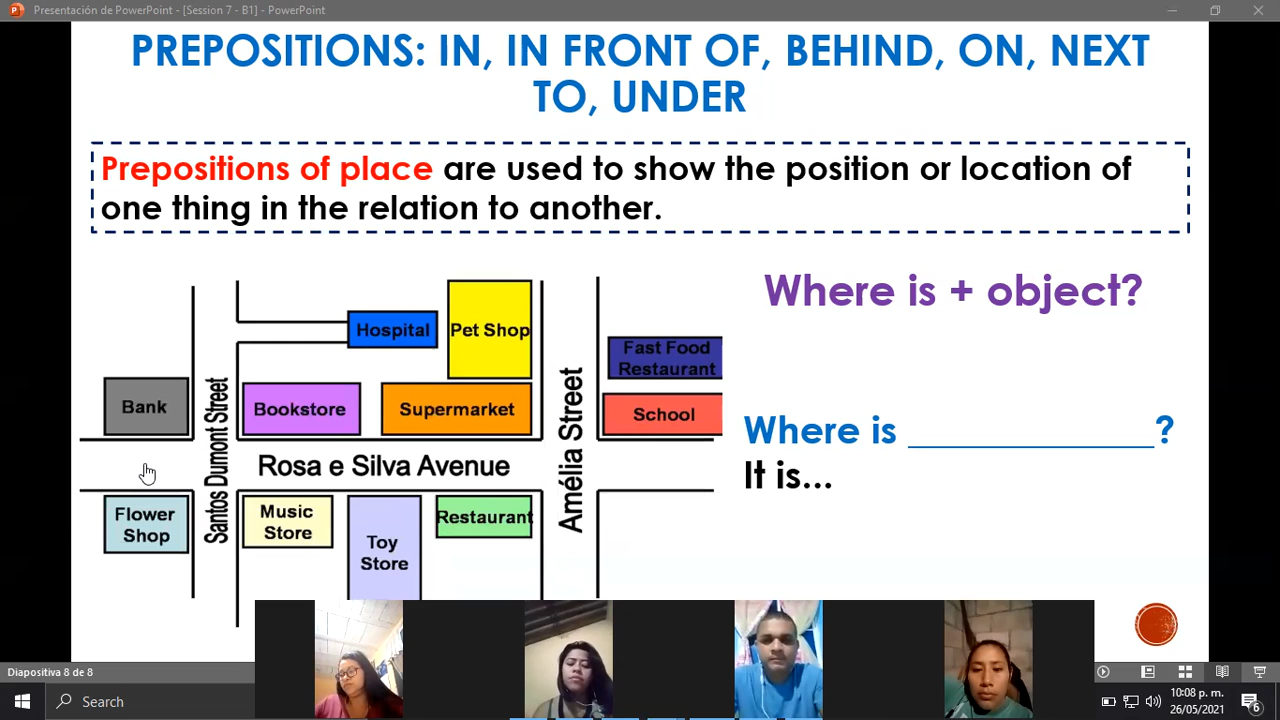 Presentación de PowerPoint - [Session 7 - B1] - PowerPoint
PREPOSITIONS: IN, IN FRONT OF, BEHIND, ON, NEXT
TO, UNDER
Prepositions of place are used to show the position or location of
one thing in the relation to another.
Where is + object?
Hospital
Pet Shop
Fast Food
Restaurant
Bank
Santos Dumont Street
Bookstore
Supermarket
Amélia Street
School
Where is ______________?
It is...
Rosa e Silva Avenue
Flower
Shop
Music
Store
Toy
Store
Restaurant
Diapositiva 8 de 8
Search
10:08 p. m.
26/05/2021
6